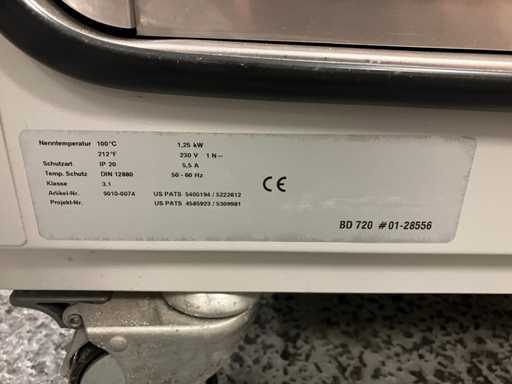 Nenntemperatur 100°C 1,25 kW
212°F 230 V 1 N~
Schutzart IP 20 5,5 A
Temp. Schutz DIN 12880 50 - 60 Hz
Klasse 3.1
Artikel-Nr. 9010-0074 US PATS 5405194 / 5222612
Projekt-Nr. US PATS 4585923 / 5309981
CE
BD 720 # 01-28556